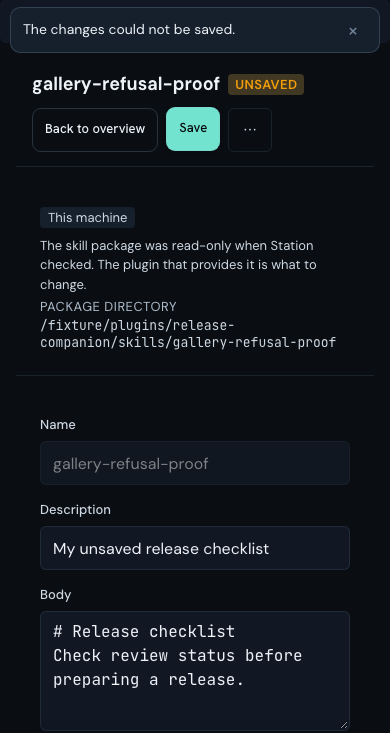 The changes could not be saved.
×
gallery-refusal-proof UNSAVED
Back to overview Save ...
This machine
The skill package was read-only when Station
checked. The plugin that provides it is what to
change.
PACKAGE DIRECTORY
/fixture/plugins/release-
companion/skills/gallery-refusal-proof
Name
gallery-refusal-proof
Description
My unsaved release checklist
Body
# Release checklist
Check review status before
preparing a release.